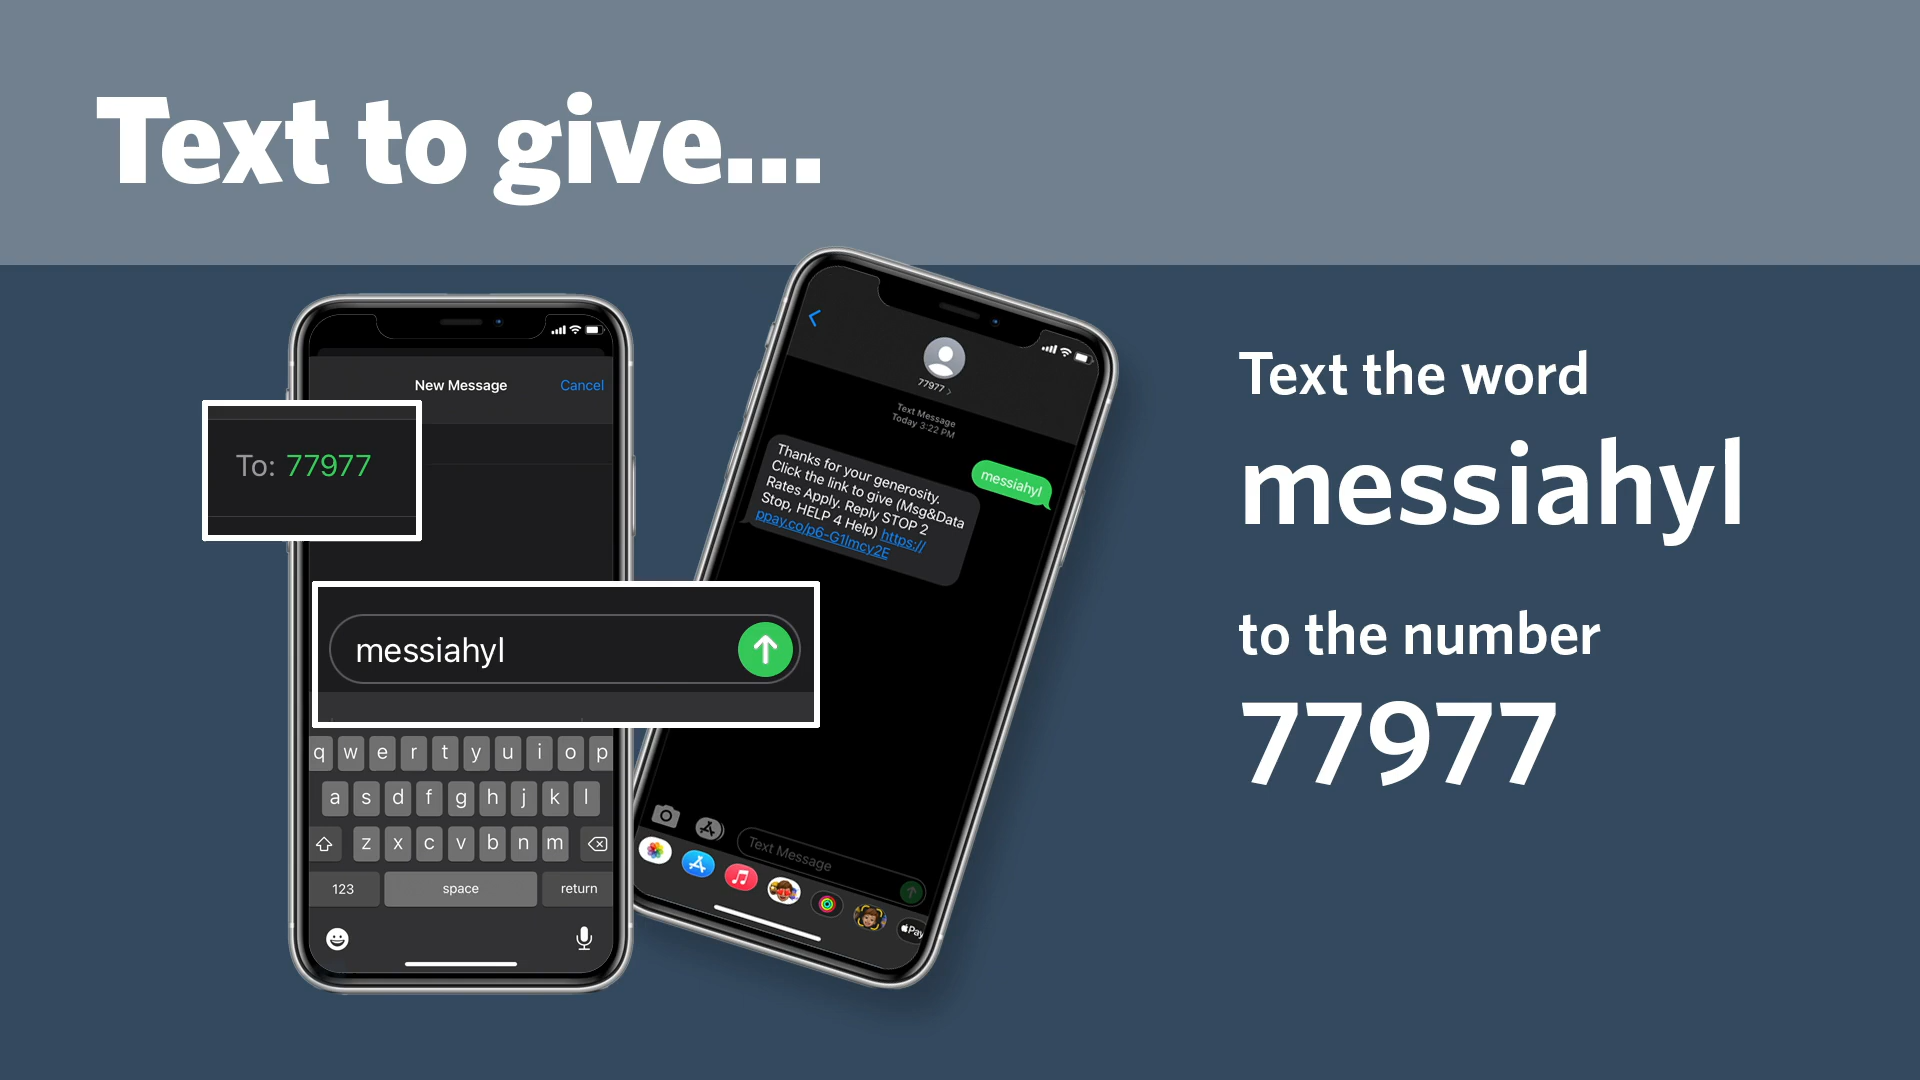 Text to give...
New Message
Cancel
To: 77977
messiahyl
q w e r t y u i o p
a s d f g h j k l
z x c v b n m
123
space
return
77977
Text Message
Today 3:22 PM
messiahyl
Thanks for your generosity.
Click the link to give (Msg&Data
Rates Apply. Reply STOP 2
Stop, HELP 4 Help) https://
ppay.co/p6-G1lmcy2E
Text Message
Pay
Text the word
messiahyl
to the number
77977